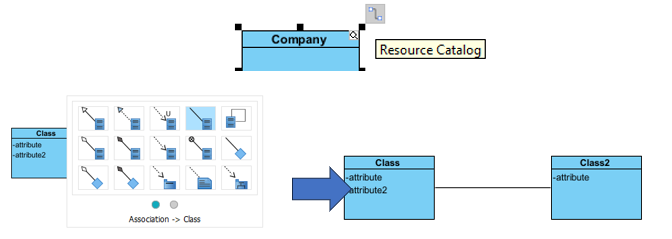 Company
Resource Catalog
Class
-attribute
-attribute2
U
Association -> Class
Class
-attribute
attribute2
Class2
-attribute